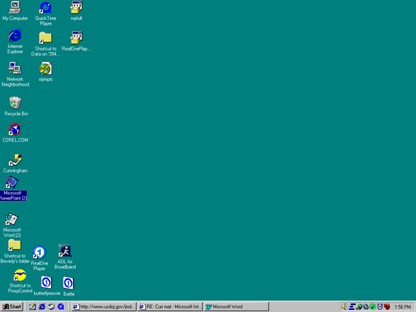 My Computer
QuickTime
Player
mpfull
Internet
Explorer
Shortcut to
Data on 'BM...
RealOnePlay...
Network
Neighborhood
olympic
Recycle Bin
COREL.COM
Cunningham
Microsoft
PowerPoint (2)
Microsoft
Word (2)
Shortcut to
Beverly's folder
RealOne
Player
AOL for
Broadband
Shortcut to
ProxyControl
butterflymovie
Battle
Start
http://www.usdoj.gov/jmd...
RE: Curr mat - Microsoft Int...
Microsoft Word
1:56 PM